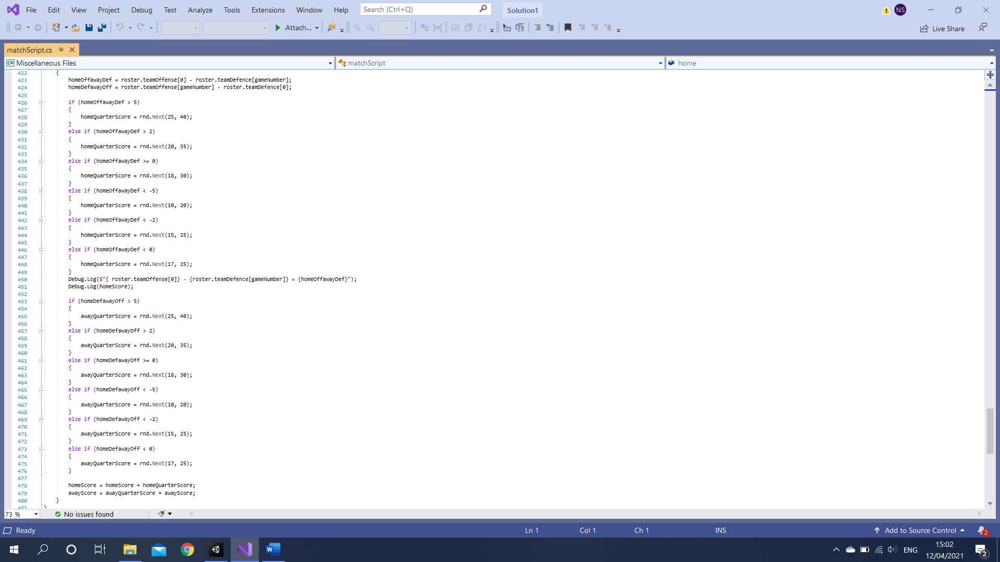 File Edit View Project Debug Test Analyze Tools Extensions Window Help Search (Ctrl+Q) Solution1 NS
Attach... Live Share
matchScript.cs
C# Miscellaneous Files matchScript home
422 {
423 homeOffawayDef = roster.teamOffense[0] - roster.teamDefence[gameNumber];
424 homeDefawayOff = roster.teamOffense[gameNumber] - roster.teamDefence[0];
425
426 if (homeOffawayDef > 5)
427 {
428 homeQuarterScore = rnd.Next(25, 40);
429 }
430 else if (homeOffawayDef > 2)
431 {
432 homeQuarterScore = rnd.Next(20, 35);
433 }
434 else if (homeOffawayDef >= 0)
435 {
436 homeQuarterScore = rnd.Next(18, 30);
437 }
438 else if (homeOffawayDef < -5)
439 {
440 homeQuarterScore = rnd.Next(10, 20);
441 }
442 else if (homeOffawayDef < -2)
443 {
444 homeQuarterScore = rnd.Next(15, 25);
445 }
446 else if (homeOffawayDef < 0)
447 {
448 homeQuarterScore = rnd.Next(17, 25);
449 }
450 Debug.Log($"{ roster.teamOffense[0]} - {roster.teamDefence[gameNumber]} = {homeOffawayDef}");
451 Debug.Log(homeScore);
452
453 if (homeDefawayOff > 5)
454 {
455 awayQuarterScore = rnd.Next(25, 40);
456 }
457 else if (homeDefawayOff > 2)
458 {
459 awayQuarterScore = rnd.Next(20, 35);
460 }
461 else if (homeDefawayOff >= 0)
462 {
463 awayQuarterScore = rnd.Next(18, 30);
464 }
465 else if (homeDefawayOff < -5)
466 {
467 awayQuarterScore = rnd.Next(10, 20);
468 }
469 else if (homeDefawayOff < -2)
470 {
471 awayQuarterScore = rnd.Next(15, 25);
472 }
473 else if (homeDefawayOff < 0)
474 {
475 awayQuarterScore = rnd.Next(17, 25);
476 }
477
478 homeScore = homeScore + homeQuarterScore;
479 awayScore = awayQuarterScore + awayScore;
480 }
481 }
73 % No issues found
Ready Ln 1 Col 1 Ch 1 INS Add to Source Control 2
W ENG 15:02
12/04/2021 2